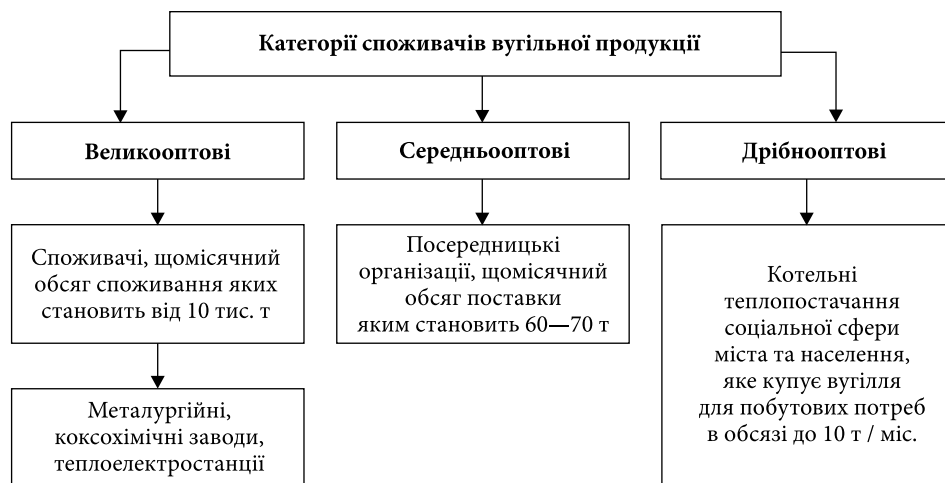 Категорії споживачів вугільної продукції
Великооптові
Середньооптові
Дрібнооптові
Споживачі, щомісячний
обсяг споживання яких
становить від 10 тис. т
Посередницькі
організації, щомісячний
обсяг поставки
яким становить 60—70 т
Котельні
теплопостачання
соціальної сфери
міста та населення,
яке купує вугілля
для побутових потреб
в обсязі до 10 т / міс.
Металургійні,
коксохімічні заводи,
теплоелектростанції